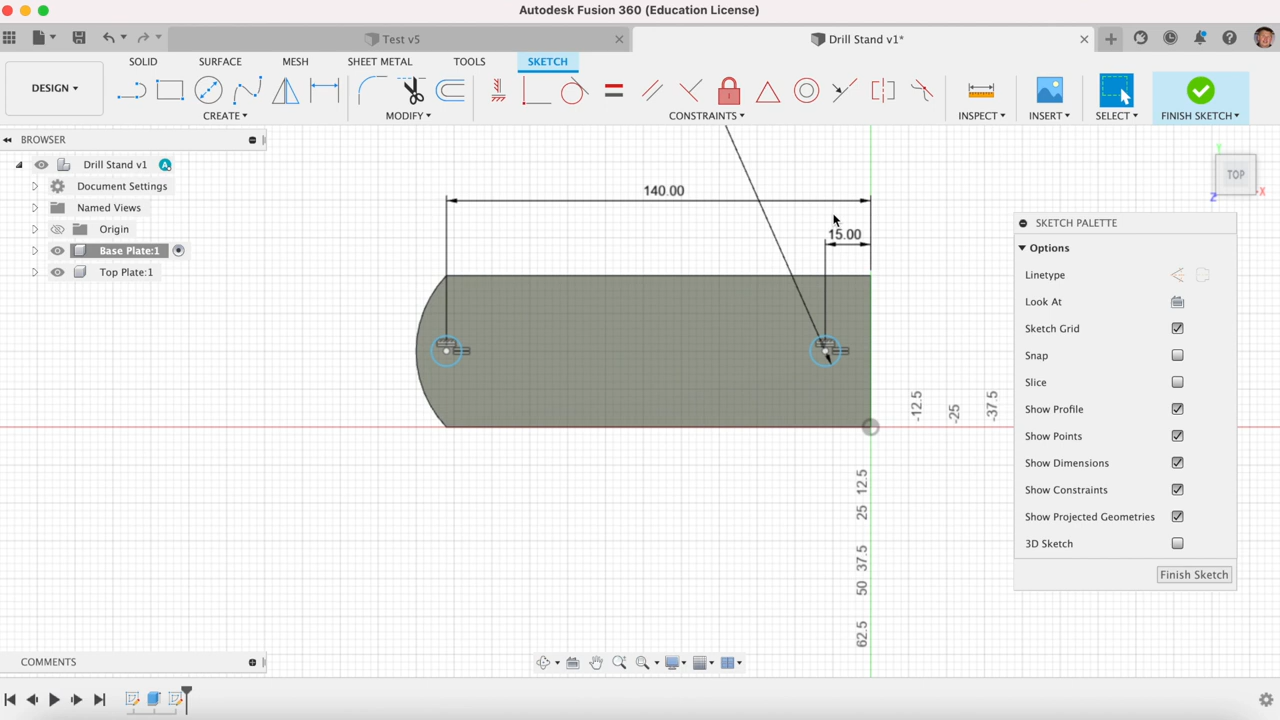 Autodesk Fusion 360 (Education License)
Test v5
Drill Stand v1*
DESIGN
SOLID SURFACE MESH SHEET METAL TOOLS SKETCH
CREATE MODIFY CONSTRAINTS INSPECT INSERT SELECT FINISH SKETCH
BROWSER
Drill Stand v1 A
Document Settings
Named Views
Origin
Base Plate:1
Top Plate:1
140.00
15.00
-12.5
-25
-37.5
12.5
25
37.5
50
62.5
TOP
Y
X
Z
SKETCH PALETTE
Options
Linetype
Look At
Sketch Grid
Snap
Slice
Show Profile
Show Points
Show Dimensions
Show Constraints
Show Projected Geometries
3D Sketch
Finish Sketch
COMMENTS